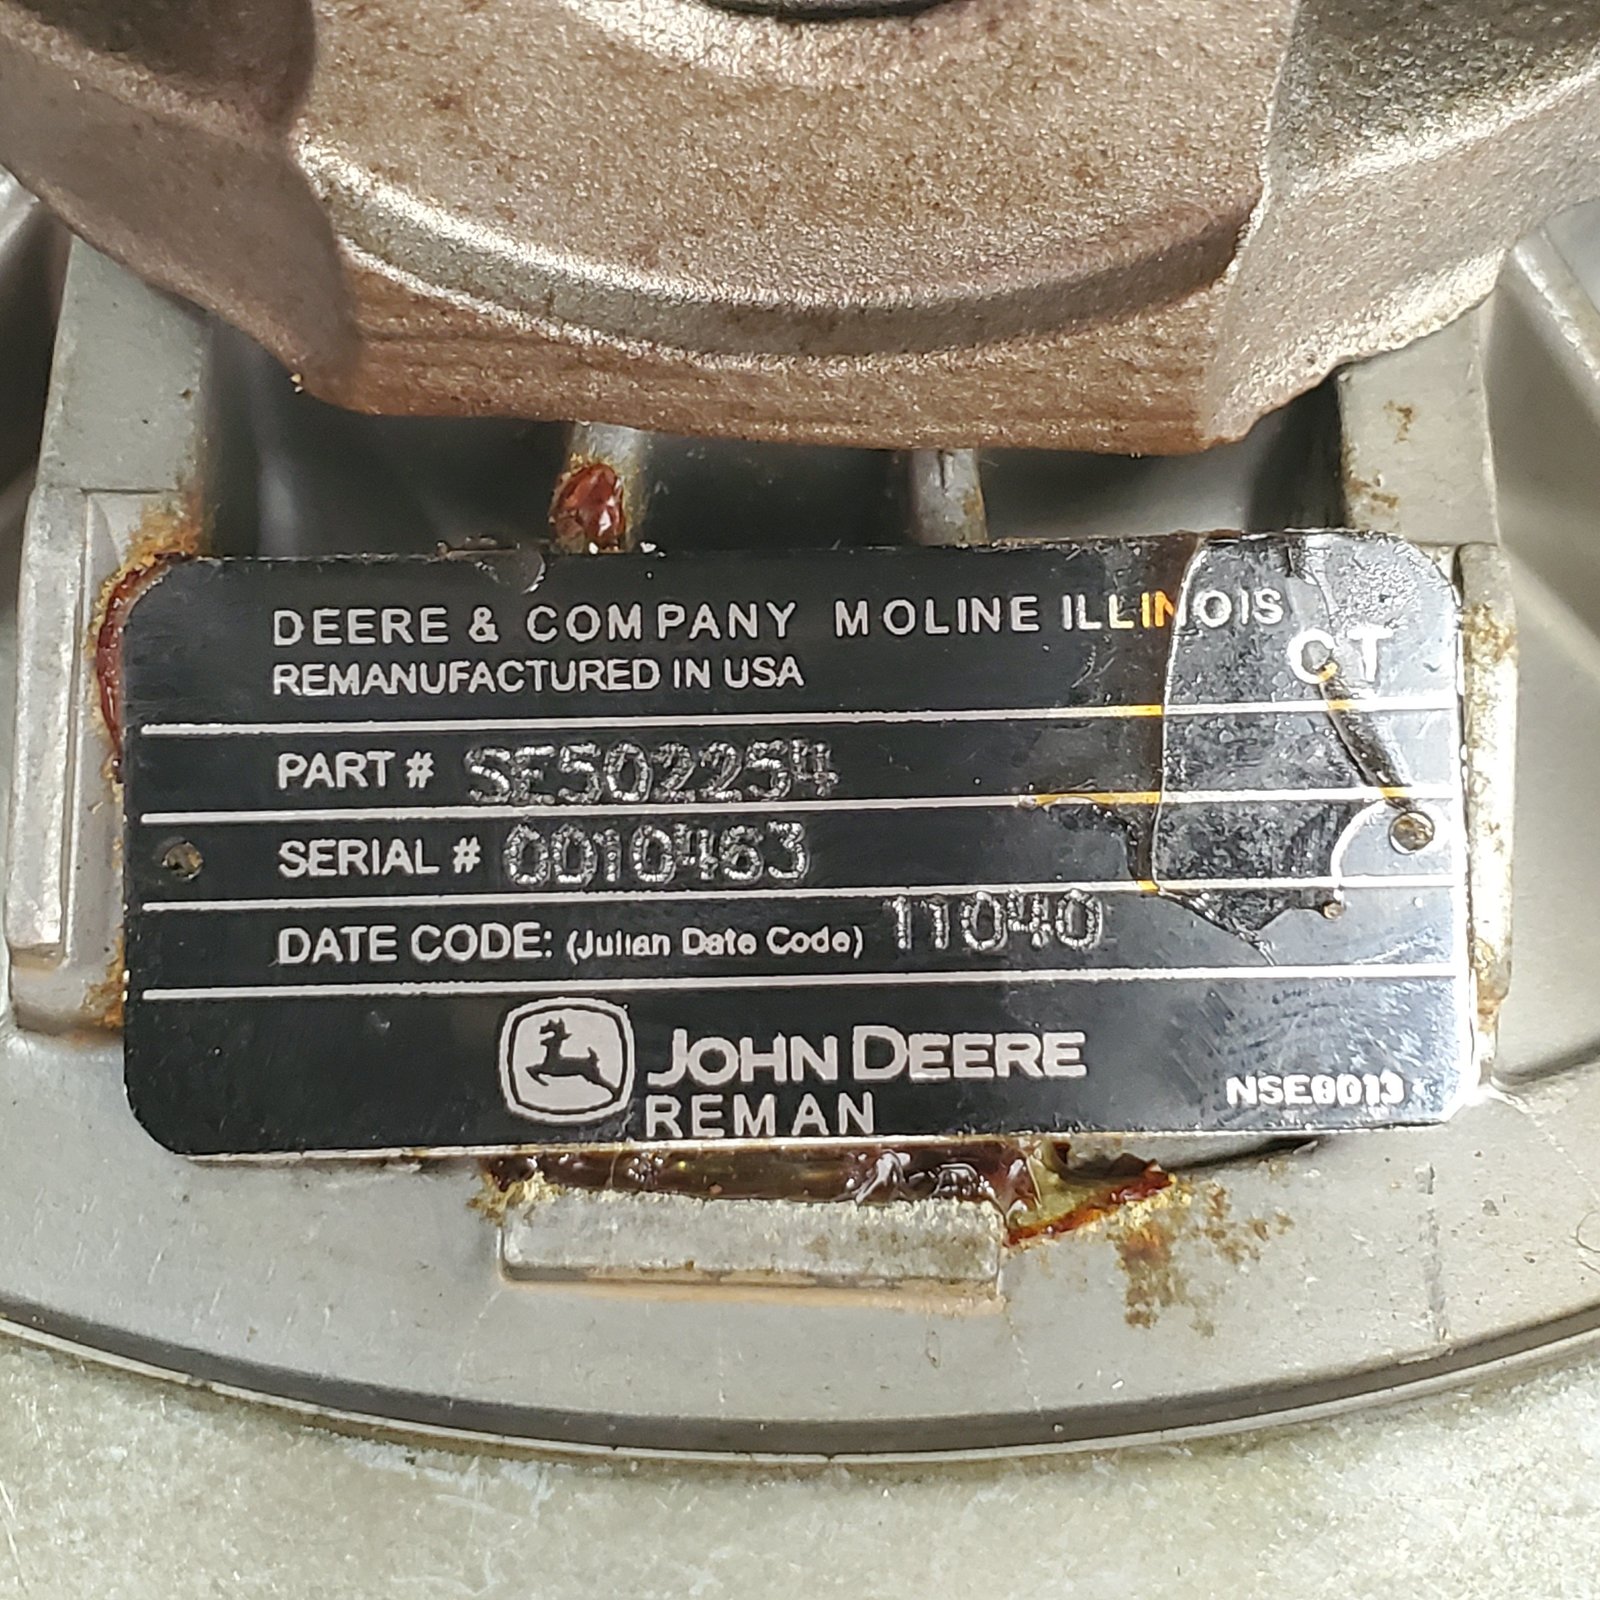 DEERE & COMPANY MOLINE ILLINOIS
REMANUFACTURED IN USA
CT
PART # SE502254
SERIAL # 0010463
DATE CODE: (Julian Date Code) 11040
JOHN DEERE
REMAN
NSE9013